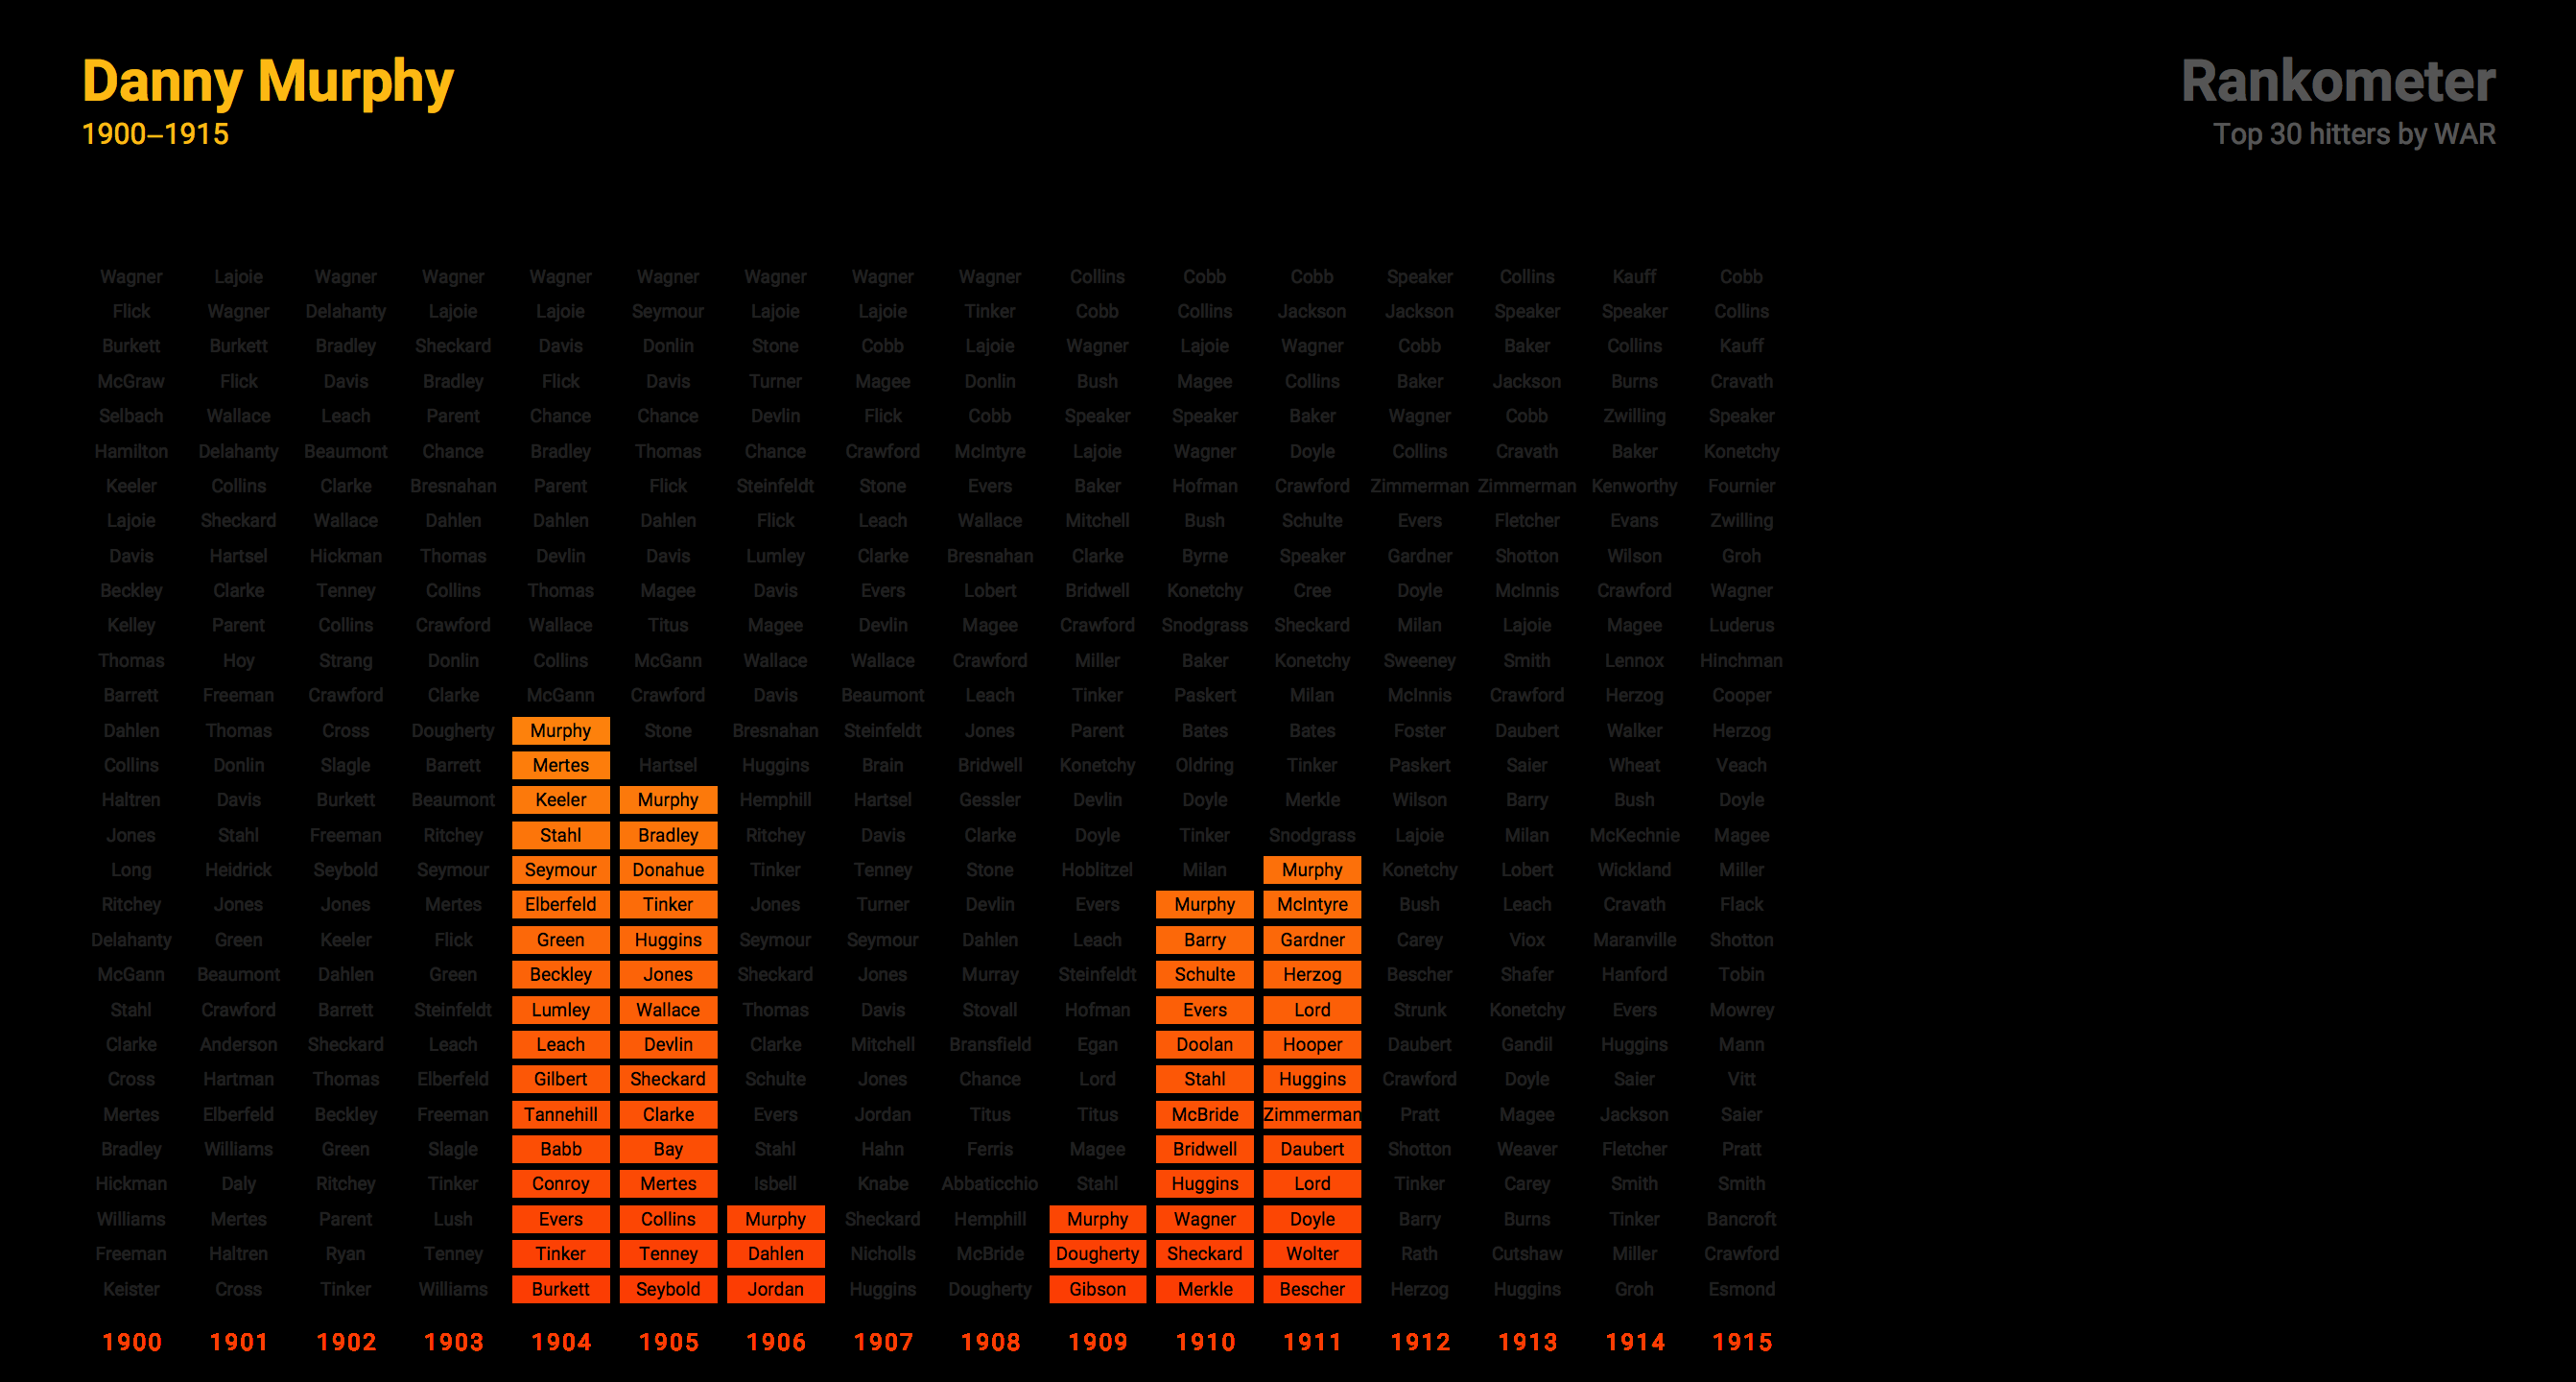 Danny Murphy
1900–1915
Rankometer
Top 30 hitters by WAR
Wagner Lajoie Wagner Wagner Wagner Wagner Wagner Wagner Wagner Collins Cobb Cobb Speaker Collins Kauff Cobb
Flick Wagner Delahanty Lajoie Lajoie Seymour Lajoie Lajoie Tinker Cobb Collins Jackson Jackson Speaker Speaker Collins
Burkett Burkett Bradley Sheckard Davis Donlin Stone Cobb Lajoie Wagner Lajoie Wagner Cobb Baker Collins Kauff
McGraw Flick Davis Bradley Flick Davis Turner Magee Donlin Bush Magee Collins Baker Jackson Burns Cravath
Selbach Wallace Leach Parent Chance Chance Devlin Flick Cobb Speaker Speaker Baker Wagner Cobb Zwilling Speaker
Hamilton Delahanty Beaumont Chance Bradley Thomas Chance Crawford McIntyre Lajoie Wagner Doyle Collins Cravath Baker Konetchy
Keeler Collins Clarke Bresnahan Parent Flick Steinfeldt Stone Evers Baker Hofman Crawford Zimmerman Zimmerman Kenworthy Fournier
Lajoie Sheckard Wallace Dahlen Dahlen Dahlen Flick Leach Wallace Mitchell Bush Schulte Evers Fletcher Evans Zwilling
Davis Hartsel Hickman Thomas Devlin Davis Lumley Clarke Bresnahan Clarke Byrne Speaker Gardner Shotton Wilson Groh
Beckley Clarke Tenney Collins Thomas Magee Davis Evers Lobert Bridwell Konetchy Cree Doyle McInnis Crawford Wagner
Kelley Parent Collins Crawford Wallace Titus Magee Devlin Magee Crawford Snodgrass Sheckard Milan Lajoie Magee Luderus
Thomas Hoy Strang Donlin Collins McGann Wallace Wallace Crawford Miller Baker Konetchy Sweeney Smith Lennox Hinchman
Barrett Freeman Crawford Clarke McGann Crawford Davis Beaumont Leach Tinker Paskert Milan McInnis Crawford Herzog Cooper
Dahlen Thomas Cross Dougherty Murphy Stone Bresnahan Steinfeldt Jones Parent Bates Bates Foster Daubert Walker Herzog
Collins Donlin Slagle Barrett Mertes Hartsel Huggins Brain Bridwell Konetchy Oldring Tinker Paskert Saier Wheat Veach
Haltren Davis Burkett Beaumont Keeler Murphy Hemphill Hartsel Gessler Devlin Doyle Merkle Wilson Barry Bush Doyle
Jones Stahl Freeman Ritchey Stahl Bradley Ritchey Davis Clarke Doyle Tinker Snodgrass Lajoie Milan McKechnie Magee
Long Heidrick Seybold Seymour Seymour Donahue Tinker Tenney Stone Hoblitzel Milan Murphy Konetchy Lobert Wickland Miller
Ritchey Jones Jones Mertes Elberfeld Tinker Jones Turner Devlin Evers Murphy McIntyre Bush Leach Cravath Flack
Delahanty Green Keeler Flick Green Huggins Seymour Seymour Dahlen Leach Barry Gardner Carey Viox Maranville Shotton
McGann Beaumont Dahlen Green Beckley Jones Sheckard Jones Murray Steinfeldt Schulte Herzog Bescher Shafer Hanford Tobin
Stahl Crawford Barrett Steinfeldt Lumley Wallace Thomas Davis Stovall Hofman Evers Lord Strunk Konetchy Evers Mowrey
Clarke Anderson Sheckard Leach Leach Devlin Clarke Mitchell Bransfield Egan Doolan Hooper Daubert Gandil Huggins Mann
Cross Hartman Thomas Elberfeld Gilbert Sheckard Schulte Jones Chance Lord Stahl Huggins Crawford Doyle Saier Vitt
Mertes Elberfeld Beckley Freeman Tannehill Clarke Evers Jordan Titus Titus McBride Zimmerman Pratt Magee Jackson Saier
Bradley Williams Green Slagle Babb Bay Stahl Hahn Ferris Magee Bridwell Daubert Shotton Weaver Fletcher Pratt
Hickman Daly Ritchey Tinker Conroy Mertes Isbell Knabe Abbaticchio Stahl Huggins Lord Tinker Carey Smith Smith
Williams Mertes Parent Lush Evers Collins Murphy Sheckard Hemphill Murphy Wagner Doyle Barry Burns Tinker Bancroft
Freeman Haltren Ryan Tenney Tinker Tenney Dahlen Nicholls McBride Dougherty Sheckard Wolter Rath Cutshaw Miller Crawford
Keister Cross Tinker Williams Burkett Seybold Jordan Huggins Dougherty Gibson Merkle Bescher Herzog Huggins Groh Esmond
1900 1901 1902 1903 1904 1905 1906 1907 1908 1909 1910 1911 1912 1913 1914 1915